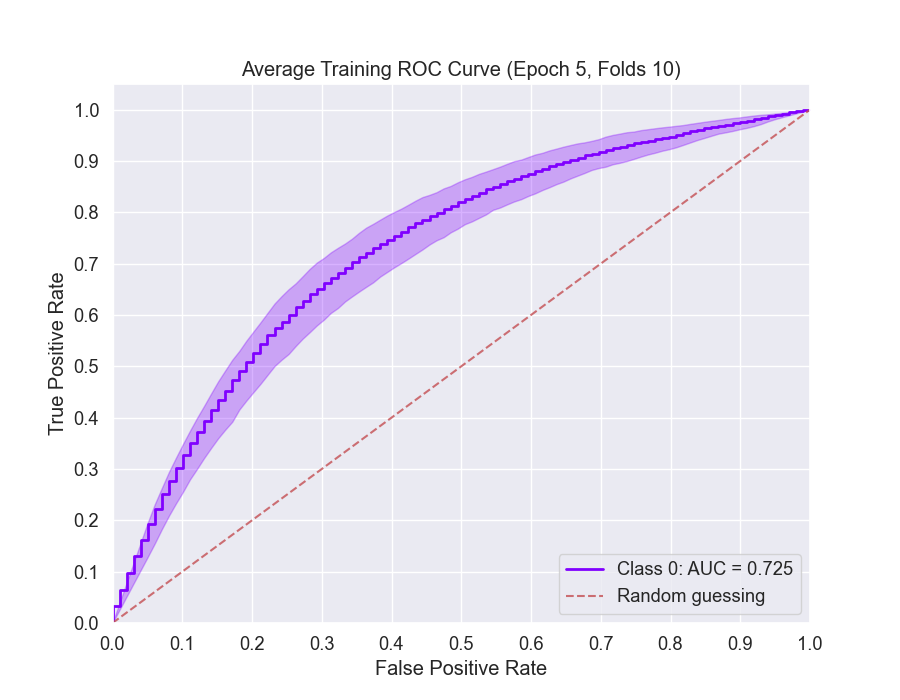 Average Training ROC Curve (Epoch 5, Folds 10)
True Positive Rate
1.0
0.9
0.8
0.7
0.6
0.5
0.4
0.3
0.2
0.1
0.0
Class 0: AUC = 0.725
Random guessing
0.0 0.1 0.2 0.3 0.4 0.5 0.6 0.7 0.8 0.9 1.0
False Positive Rate